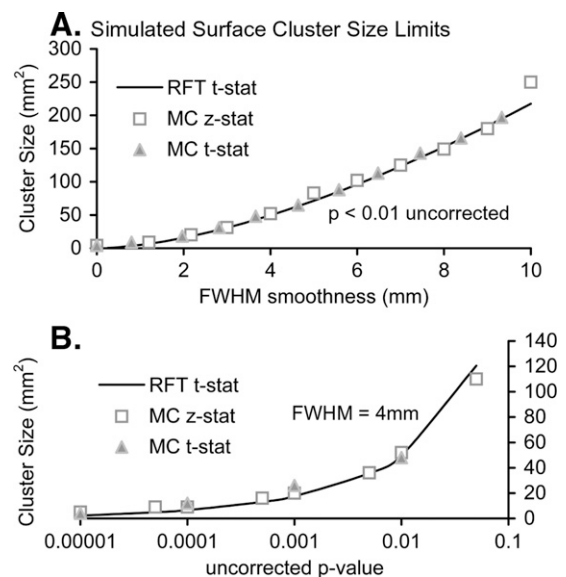 A. Simulated Surface Cluster Size Limits
300
250
200
150
100
50
0
Cluster Size (mm²)
RFT t-stat
MC z-stat
MC t-stat
p < 0.01 uncorrected
0 2 4 6 8 10
FWHM smoothness (mm)
B.
Cluster Size (mm²)
RFT t-stat
MC z-stat
MC t-stat
FWHM = 4mm
140
120
100
80
60
40
20
0
0.00001 0.0001 0.001 0.01 0.1
uncorrected p-value